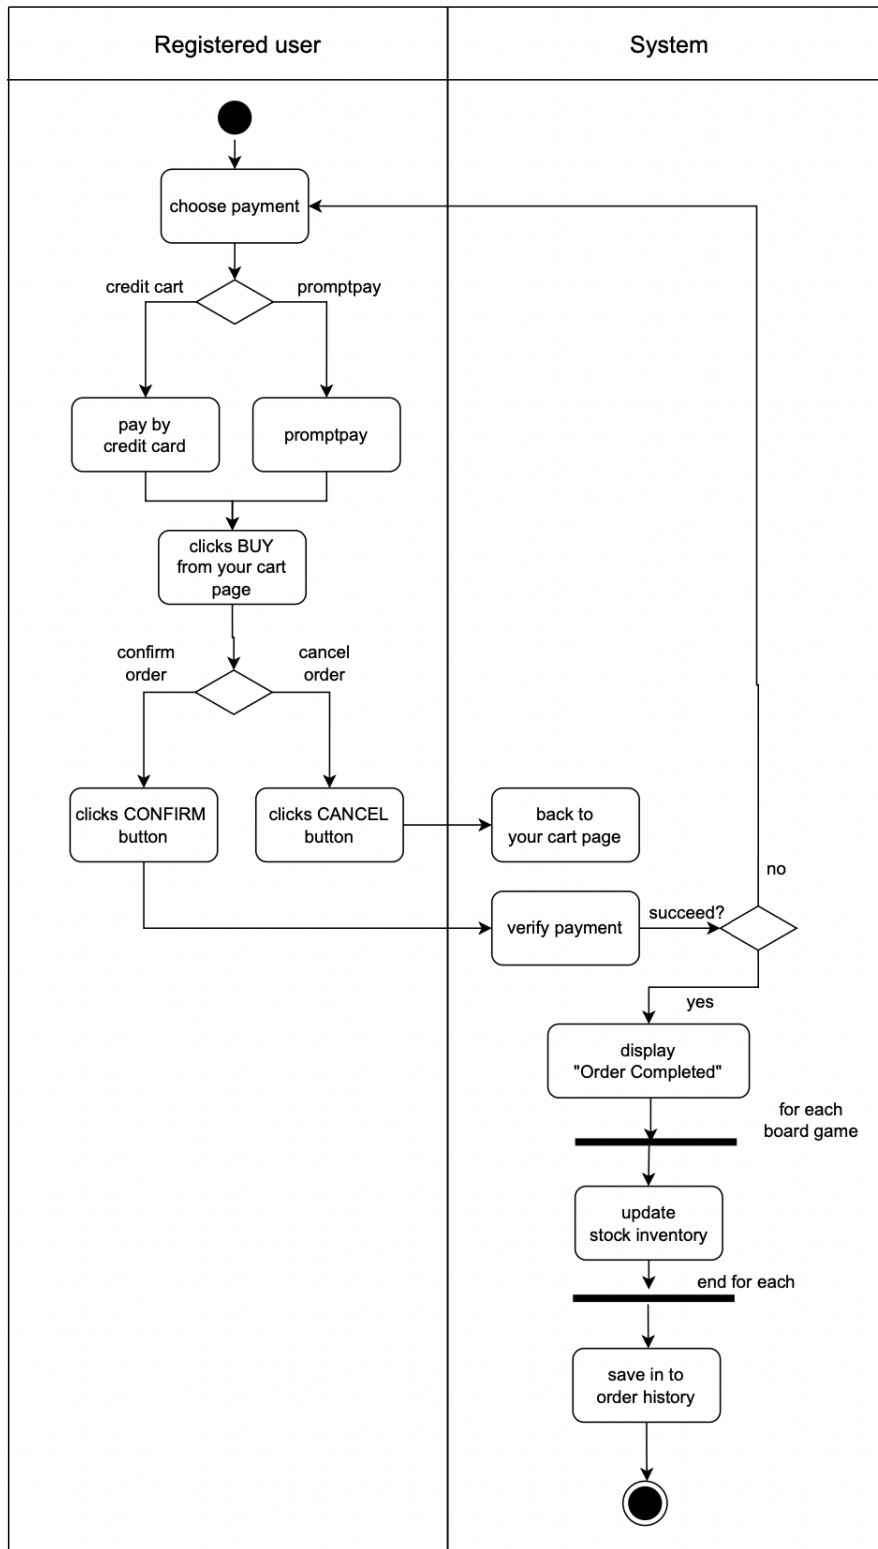 Registered user
System
choose payment
credit cart
promptpay
pay by
credit card
promptpay
clicks BUY
from your cart
page
confirm
order
cancel
order
clicks CONFIRM
button
clicks CANCEL
button
back to
your cart page
no
verify payment
succeed?
yes
display
"Order Completed"
for each
board game
update
stock inventory
end for each
save in to
order history